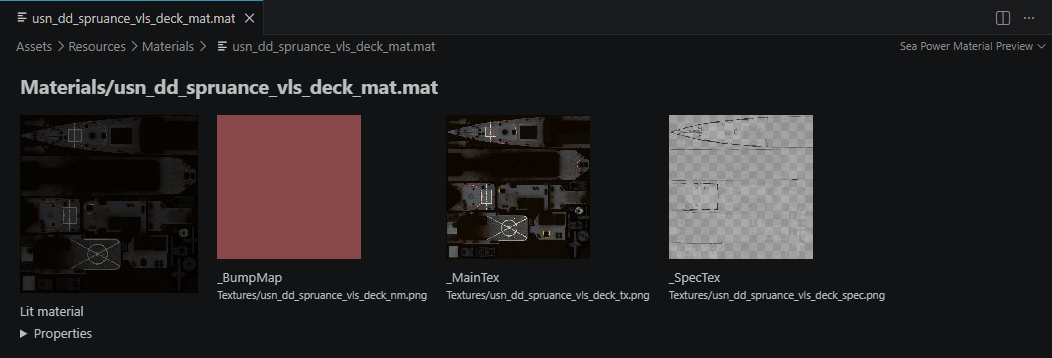 usn_dd_spruance_vls_deck_mat.mat
Assets > Resources > Materials > usn_dd_spruance_vls_deck_mat.mat
Sea Power Material Preview
Materials/usn_dd_spruance_vls_deck_mat.mat
_BumpMap
_MainTex
_SpecTex
Textures/usn_dd_spruance_vls_deck_nm.png
Textures/usn_dd_spruance_vls_deck_tx.png
Textures/usn_dd_spruance_vls_deck_spec.png
Lit material
Properties